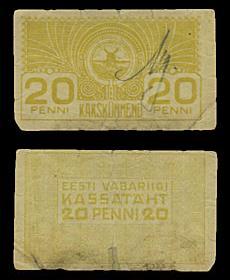 20 20
PENNI KAKSKÜMMEND PENNI
EESTI VABARIIGI
KASSATÄHT
20 PENNI 20